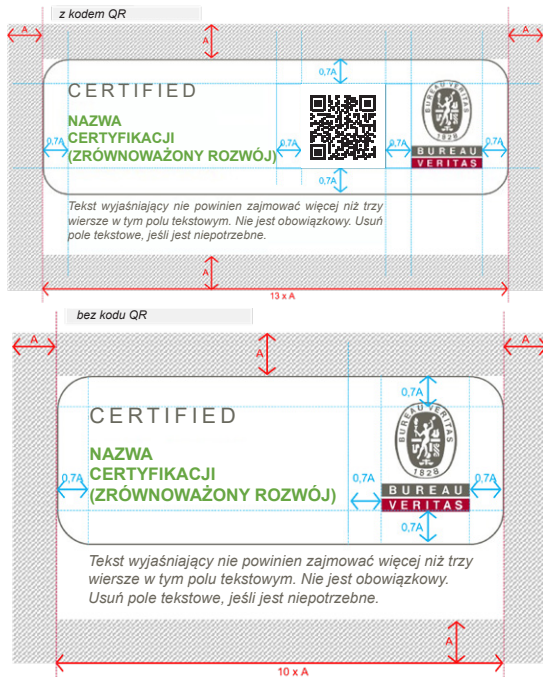 z kodem QR
A
A
A
0,7A
CERTIFIED
NAZWA
CERTYFIKACJI
(ZRÓWNOWAŻONY ROZWÓJ)
0,7A
0,7A
0,7A
0,7A
BUREAU VERITAS
1828
BUREAU
VERITAS
0,7A
Tekst wyjaśniający nie powinien zajmować więcej niż trzy
wiersze w tym polu tekstowym. Nie jest obowiązkowy. Usuń
pole tekstowe, jeśli jest niepotrzebne.
A
13 x A
bez kodu QR
A
A
A
0,7A
CERTIFIED
NAZWA
CERTYFIKACJI
(ZRÓWNOWAŻONY ROZWÓJ)
0,7A
0,7A
0,7A
BUREAU VERITAS
1828
BUREAU
VERITAS
0,7A
Tekst wyjaśniający nie powinien zajmować więcej niż trzy
wiersze w tym polu tekstowym. Nie jest obowiązkowy.
Usuń pole tekstowe, jeśli jest niepotrzebne.
A
10 x A